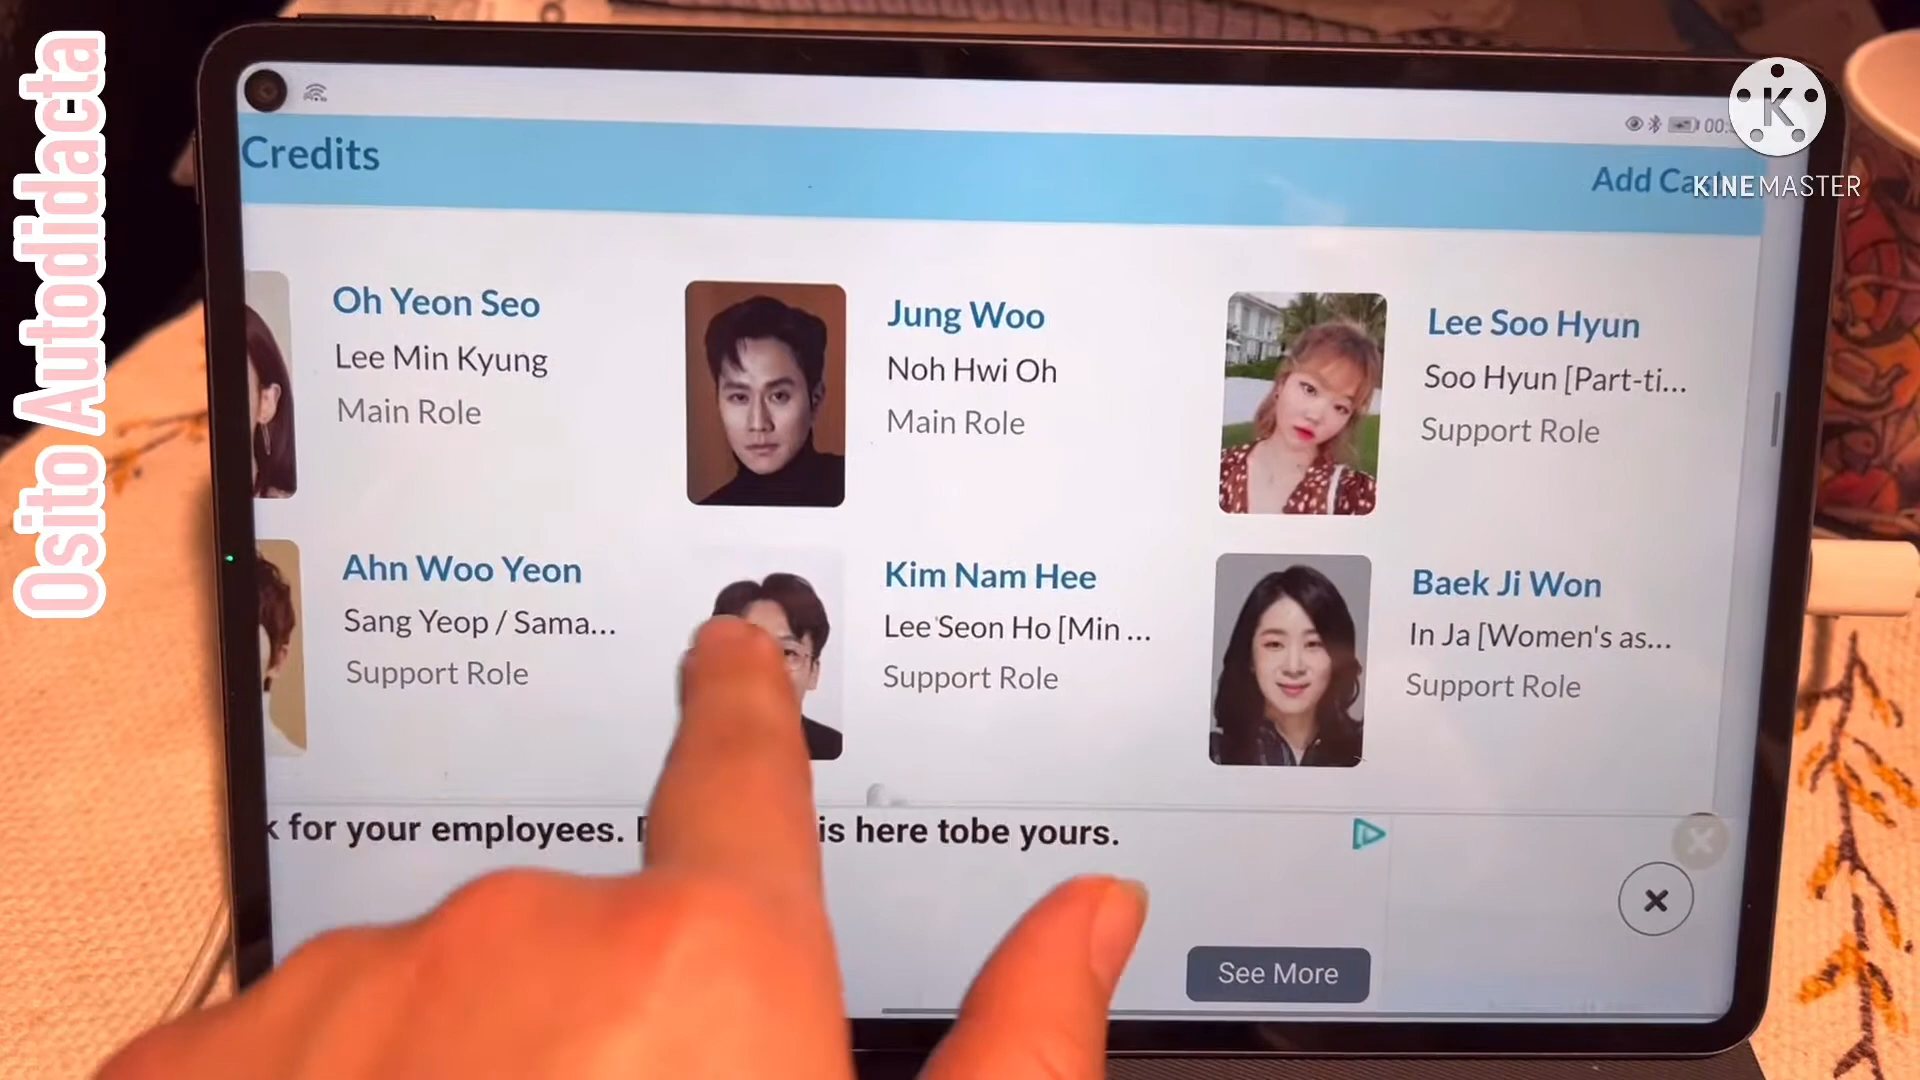 Osito Autodidacta
00:
KINEMASTER
Credits
Add Cast
Oh Yeon Seo
Lee Min Kyung
Main Role
Jung Woo
Noh Hwi Oh
Main Role
Lee Soo Hyun
Soo Hyun [Part-ti...
Support Role
Ahn Woo Yeon
Sang Yeop / Sama...
Support Role
Kim Nam Hee
Lee Seon Ho [Min ...
Support Role
Baek Ji Won
In Ja [Women's as...
Support Role
k for your employees. is here tobe yours.
See More